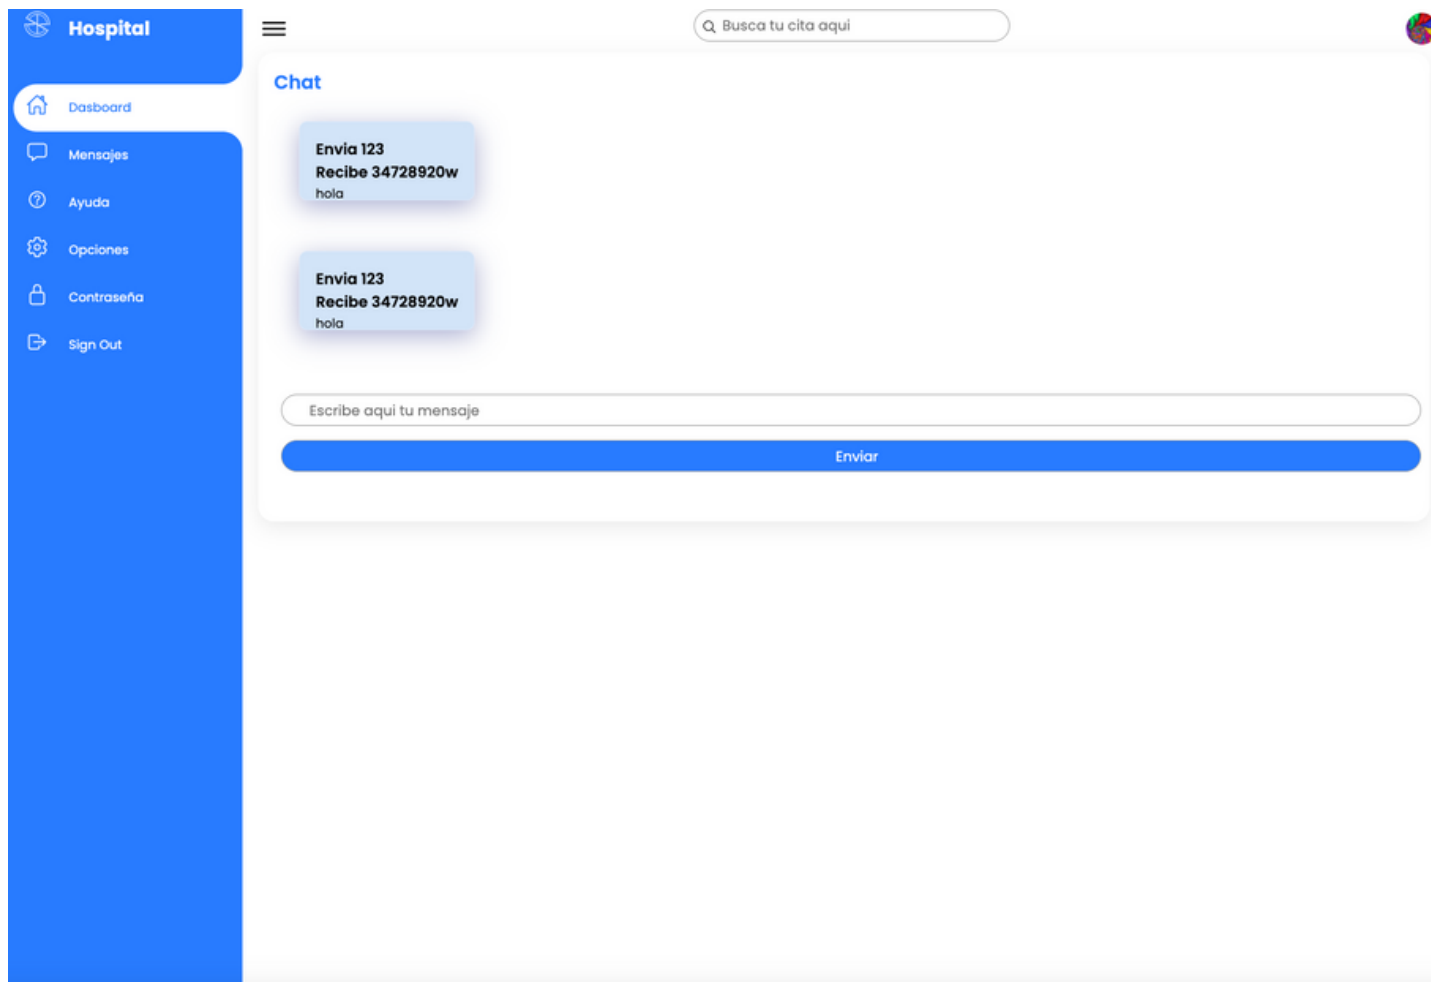 Hospital
Busca tu cita aqui
Dasboard
Mensajes
Ayuda
Opciones
Contraseña
Sign Out
Chat
Envia 123
Recibe 34728920w
hola
Envia 123
Recibe 34728920w
hola
Escribe aqui tu mensaje
Enviar